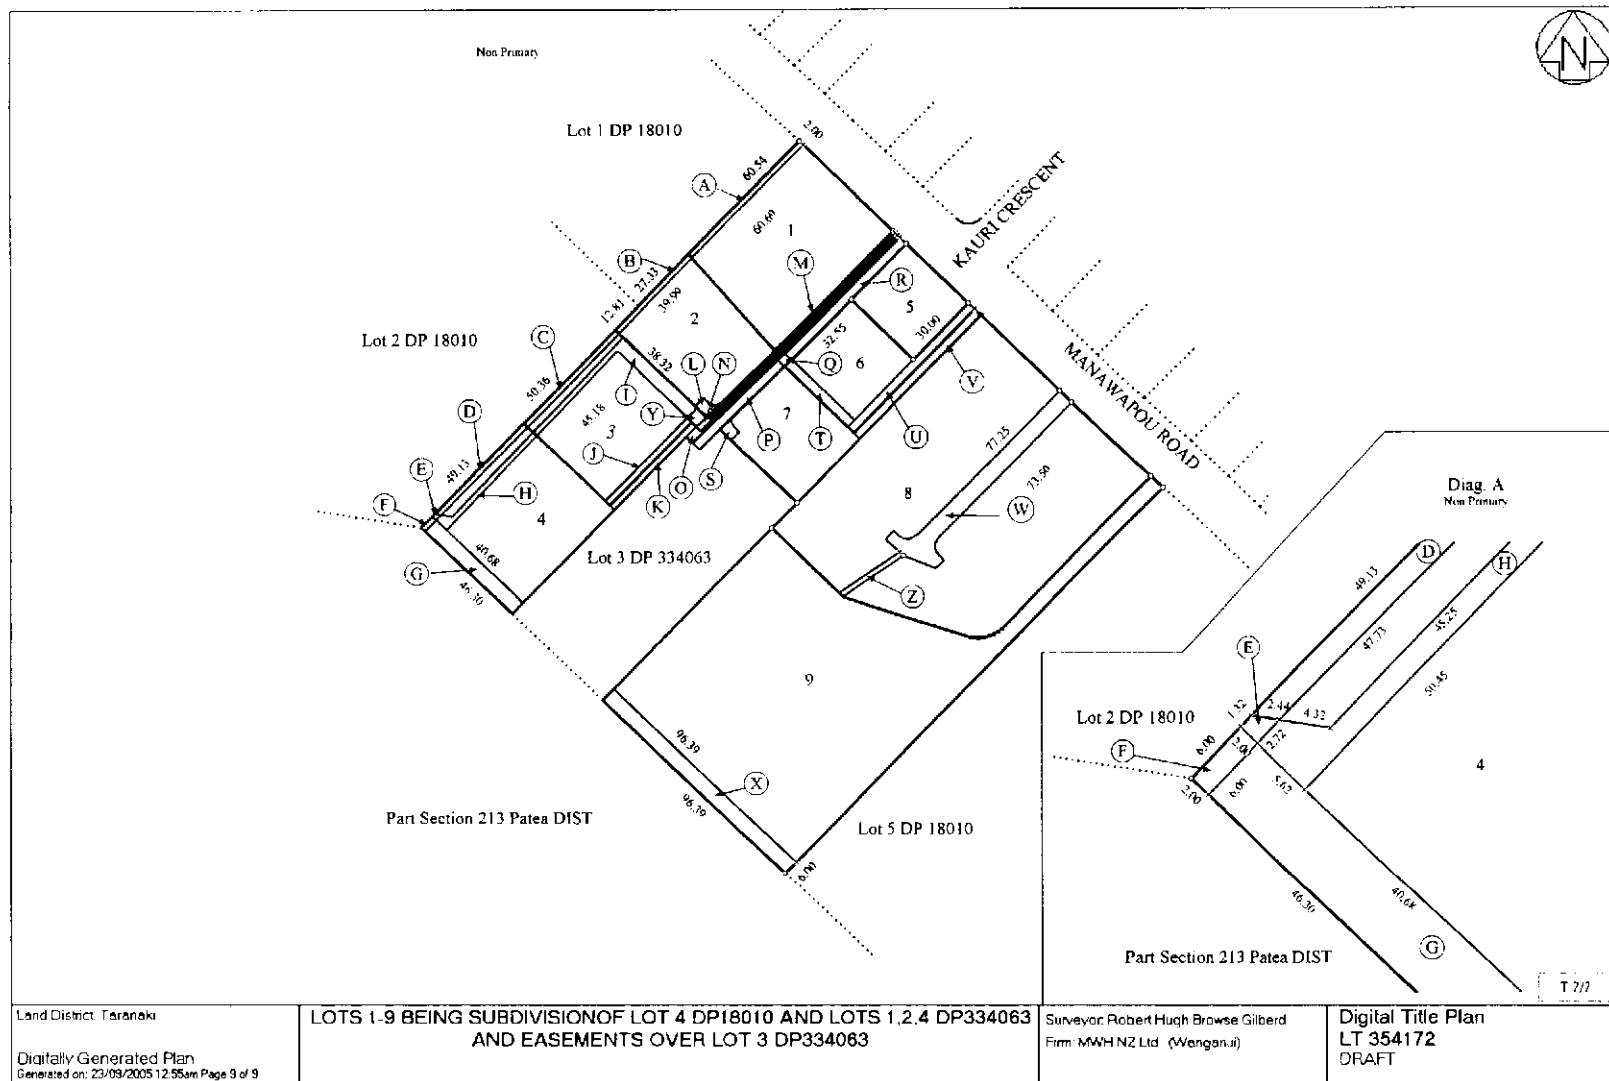 Non Primary
N
Lot 1 DP 18010
2.00
60.54
A
KAURI CRESCENT
1
60.60
B
27.33
M
12.81
39.99
R
5
2
Lot 2 DP 18010
C
32.55
30.00
38.32
L
N
Q
6
V
MANAWAPOU ROAD
50.36
I
D
45.18
3
Y
7
P
T
U
77.25
49.13
E
J
K
O
S
73.50
H
F
4
8
W
Diag. A
Non Primary
40.68
Lot 3 DP 334063
G
46.30
Z
D
H
49.13
47.73
45.25
E
50.45
9
Lot 2 DP 18010
1.32
2.44
4.32
F
6.00
2.00
2.72
4
96.39
X
2.00
6.00
5.62
96.39
Part Section 213 Patea DIST
Lot 5 DP 18010
6.00
40.68
46.30
G
Part Section 213 Patea DIST
T 7/7
Land District: Taranaki
Digitally Generated Plan
Generated on: 23/09/2005 12:55am Page 9 of 9
LOTS 1-9 BEING SUBDIVISIONOF LOT 4 DP18010 AND LOTS 1,2,4 DP334063
AND EASEMENTS OVER LOT 3 DP334063
Surveyor: Robert Hugh Browse Gilberd
Firm: MWH NZ Ltd (Wanganui)
Digital Title Plan
LT 354172
DRAFT